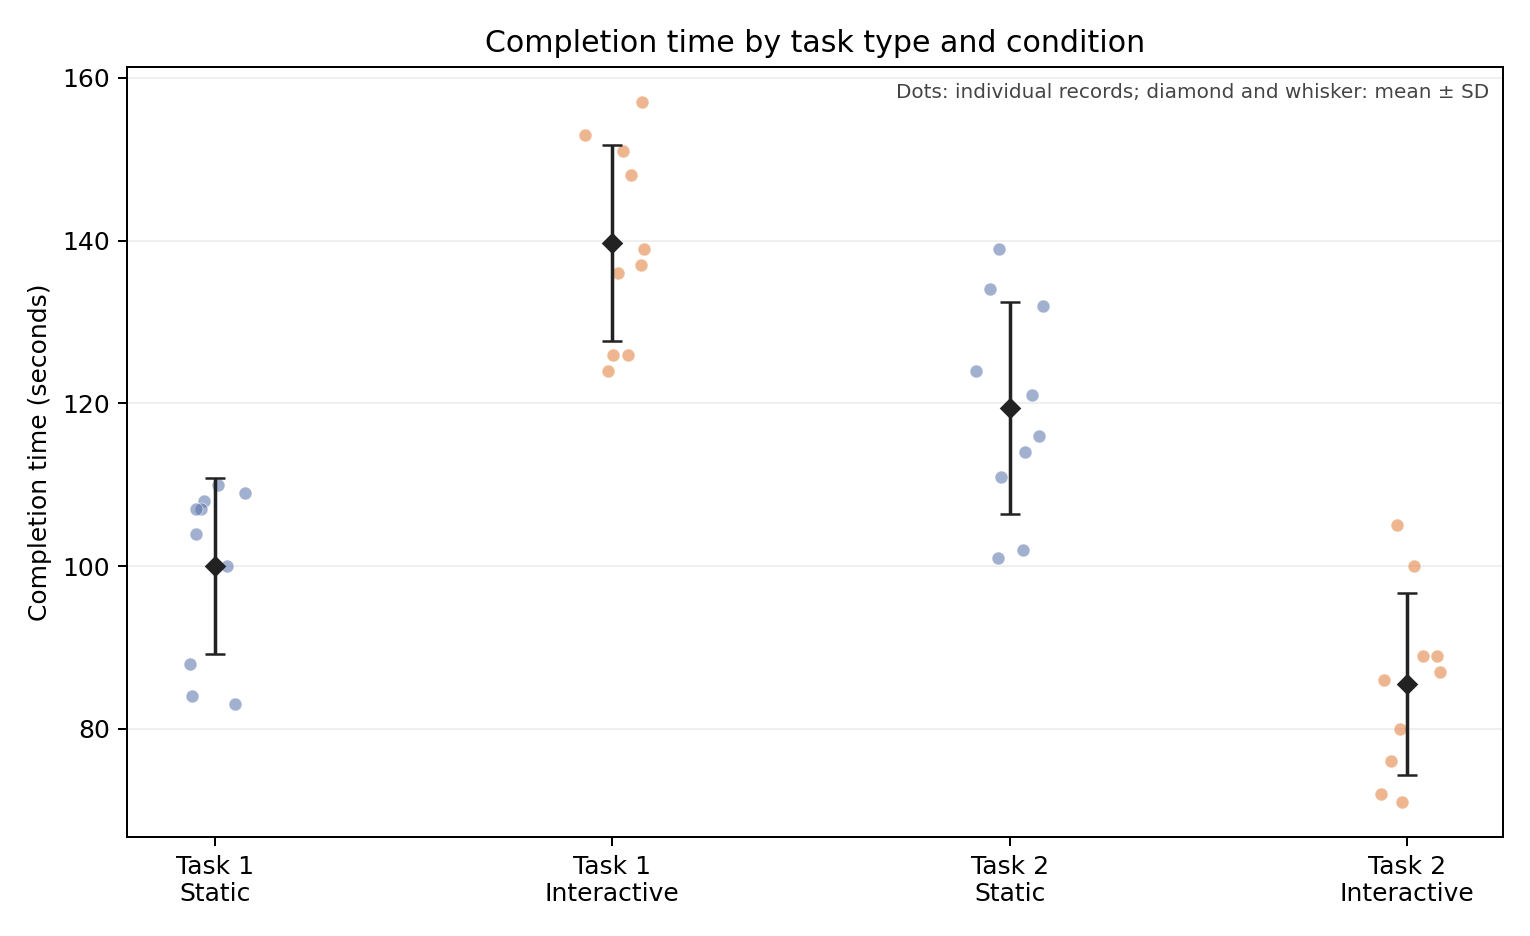 Completion time by task type and condition
Dots: individual records; diamond and whisker: mean ± SD
Completion time (seconds)
160
140
120
100
80
Task 1
Static
Task 1
Interactive
Task 2
Static
Task 2
Interactive